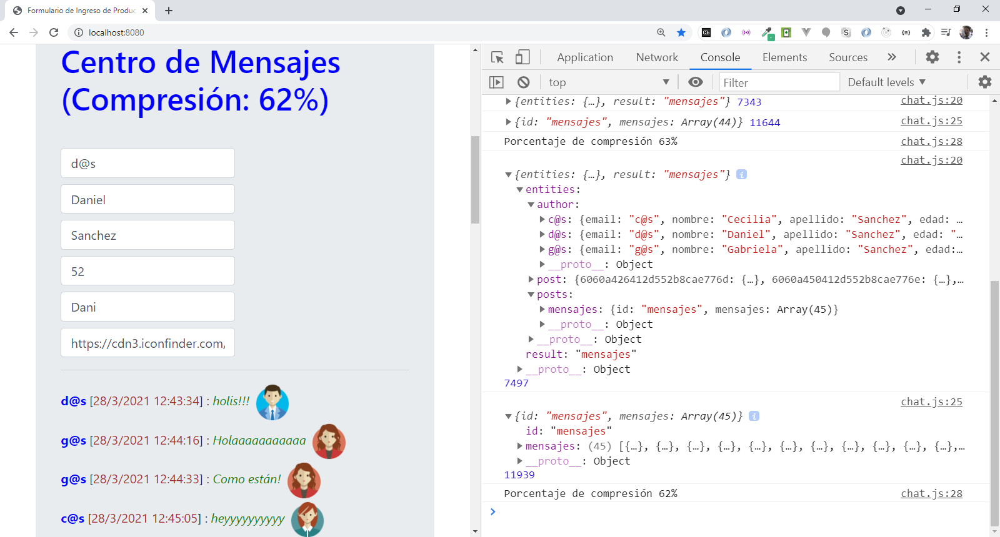 Formulario de Ingreso de Produc
localhost:8080
Centro de Mensajes
(Compresión: 62%)
d@s
Daniel
Sanchez
52
Dani
https://cdn3.iconfinder.com/
d@s [28/3/2021 12:43:34] : holis!!!
g@s [28/3/2021 12:44:16] : Holaaaaaaaaaaa
g@s [28/3/2021 12:44:33] : Como están!
c@s [28/3/2021 12:45:05] : heyyyyyyyyyy
Application Network Console Elements Sources
top Filter Default levels
{entities: {…}, result: "mensajes"} 7343 chat.js:20
{id: "mensajes", mensajes: Array(44)} 11644 chat.js:25
Porcentaje de compresión 63% chat.js:28
chat.js:20
{entities: {…}, result: "mensajes"} i
entities:
author:
c@s: {email: "c@s", nombre: "Cecilia", apellido: "Sanchez", edad: …
d@s: {email: "d@s", nombre: "Daniel", apellido: "Sanchez", edad: "…
g@s: {email: "g@s", nombre: "Gabriela", apellido: "Sanchez", edad:…
__proto__: Object
post: {6060a426412d552b8cae776d: {…}, 6060a450412d552b8cae776e: {…},…
posts:
mensajes: {id: "mensajes", mensajes: Array(45)}
__proto__: Object
__proto__: Object
result: "mensajes"
__proto__: Object
7497
chat.js:25
{id: "mensajes", mensajes: Array(45)} i
id: "mensajes"
mensajes: (45) [{…}, {…}, {…}, {…}, {…}, {…}, {…}, {…}, {…}, {…}, {…},…
__proto__: Object
11939
Porcentaje de compresión 62% chat.js:28